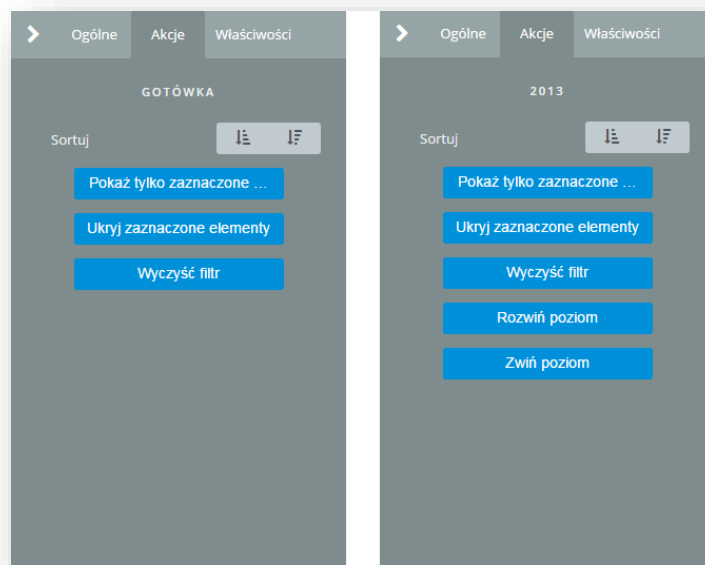 Ogólne Akcje Właściwości
GOTÓWKA
Sortuj
Pokaż tylko zaznaczone ...
Ukryj zaznaczone elementy
Wyczyść filtr
Ogólne Akcje Właściwości
2013
Sortuj
Pokaż tylko zaznaczone ...
Ukryj zaznaczone elementy
Wyczyść filtr
Rozwiń poziom
Zwiń poziom